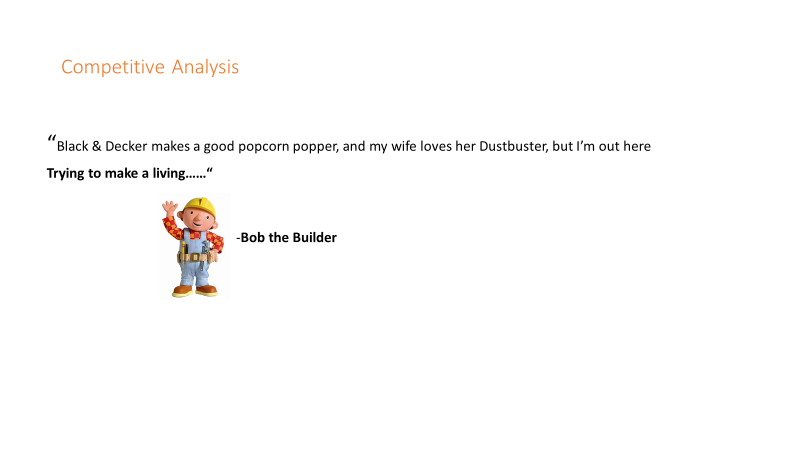 Competitive Analysis
“Black & Decker makes a good popcorn popper, and my wife loves her Dustbuster, but I’m out here
Trying to make a living……“
-Bob the Builder